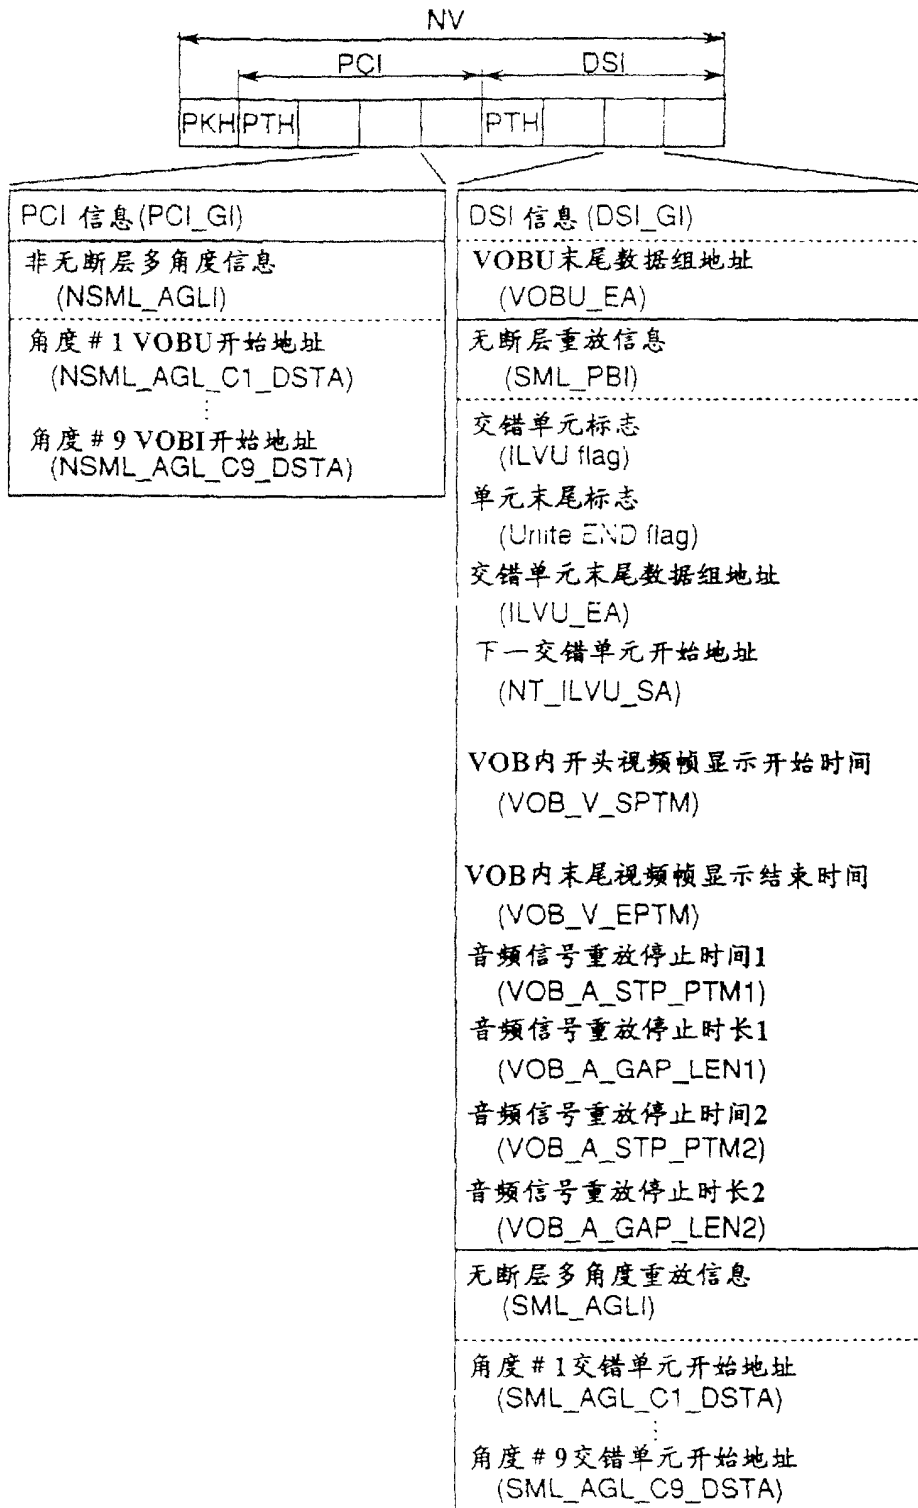 NV
PCI DSI
PKH PTH PTH
PCI 信息(PCI_GI)
非无断层多角度信息
(NSML_AGLI)
角度#1 VOBU开始地址
(NSML_AGL_C1_DSTA)
角度#9 VOBI开始地址
(NSML_AGL_C9_DSTA)
DSI 信息(DSI_GI)
VOBU末尾数据组地址
(VOBU_EA)
无断层重放信息
(SML_PBI)
交错单元标志
(ILVU flag)
单元末尾标志
(Unite END flag)
交错单元末尾数据组地址
(ILVU_EA)
下一交错单元开始地址
(NT_ILVU_SA)
VOB内开头视频帧显示开始时间
(VOB_V_SPTM)
VOB内末尾视频帧显示结束时间
(VOB_V_EPTM)
音频信号重放停止时间1
(VOB_A_STP_PTM1)
音频信号重放停止时长1
(VOB_A_GAP_LEN1)
音频信号重放停止时间2
(VOB_A_STP_PTM2)
音频信号重放停止时长2
(VOB_A_GAP_LEN2)
无断层多角度重放信息
(SML_AGLI)
角度#1交错单元开始地址
(SML_AGL_C1_DSTA)
角度#9交错单元开始地址
(SML_AGL_C9_DSTA)